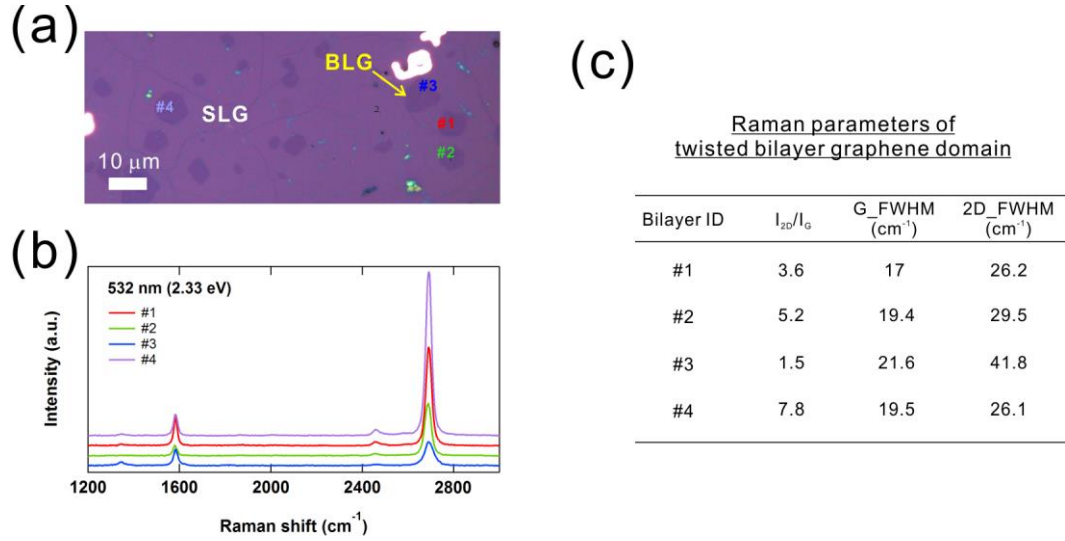 (a)
BLG
#3
#4
SLG
2
#1
#2
10 μm
(b)
532 nm (2.33 eV)
#1
#2
#3
#4
Intensity (a.u.)
1200 1600 2000 2400 2800
Raman shift (cm⁻¹)
(c)
Raman parameters of
twisted bilayer graphene domain
Bilayer ID I₂D/I_G G_FWHM (cm⁻¹) 2D_FWHM (cm⁻¹)
#1 3.6 17 26.2
#2 5.2 19.4 29.5
#3 1.5 21.6 41.8
#4 7.8 19.5 26.1